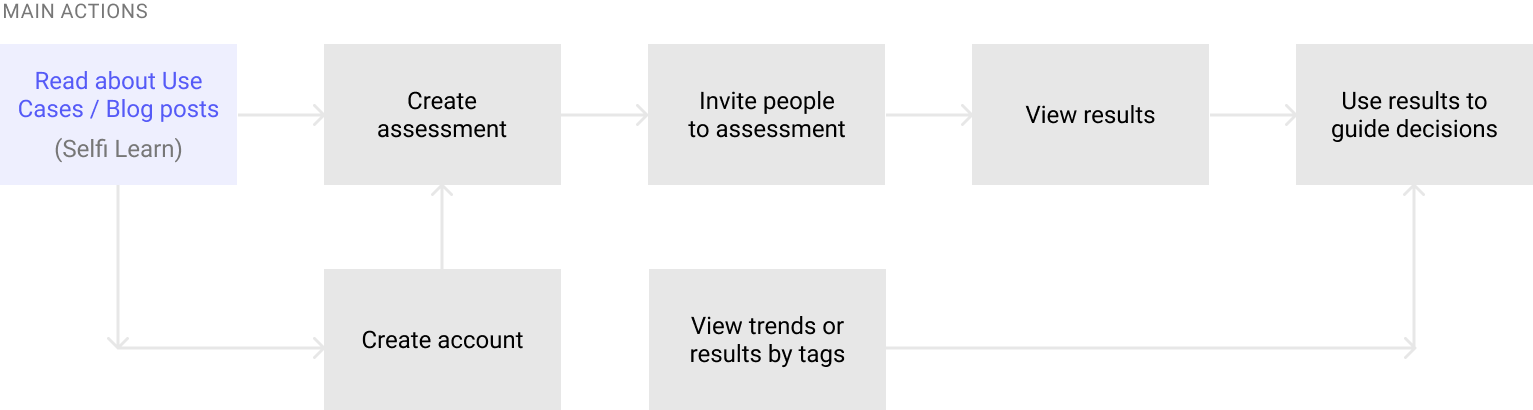 MAIN ACTIONS
Read about Use
Cases / Blog posts
(Selfi Learn)
Create
assessment
Invite people
to assessment
View results
Use results to
guide decisions
Create account
View trends or
results by tags